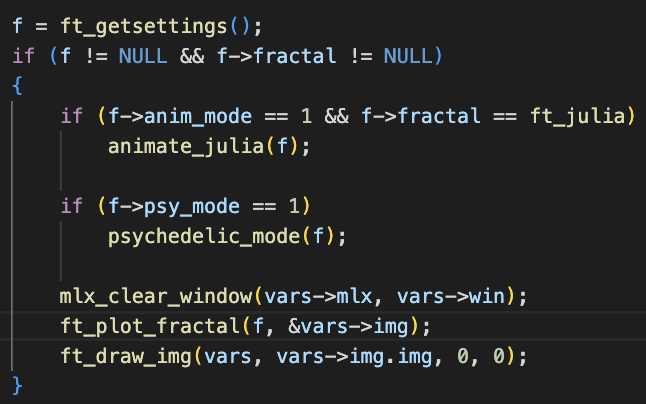 f = ft_getsettings();
if (f != NULL && f->fractal != NULL)
{
    if (f->anim_mode == 1 && f->fractal == ft_julia)
        animate_julia(f);

    if (f->psy_mode == 1)
        psychedelic_mode(f);

    mlx_clear_window(vars->mlx, vars->win);
    ft_plot_fractal(f, &vars->img);
    ft_draw_img(vars, vars->img.img, 0, 0);
}